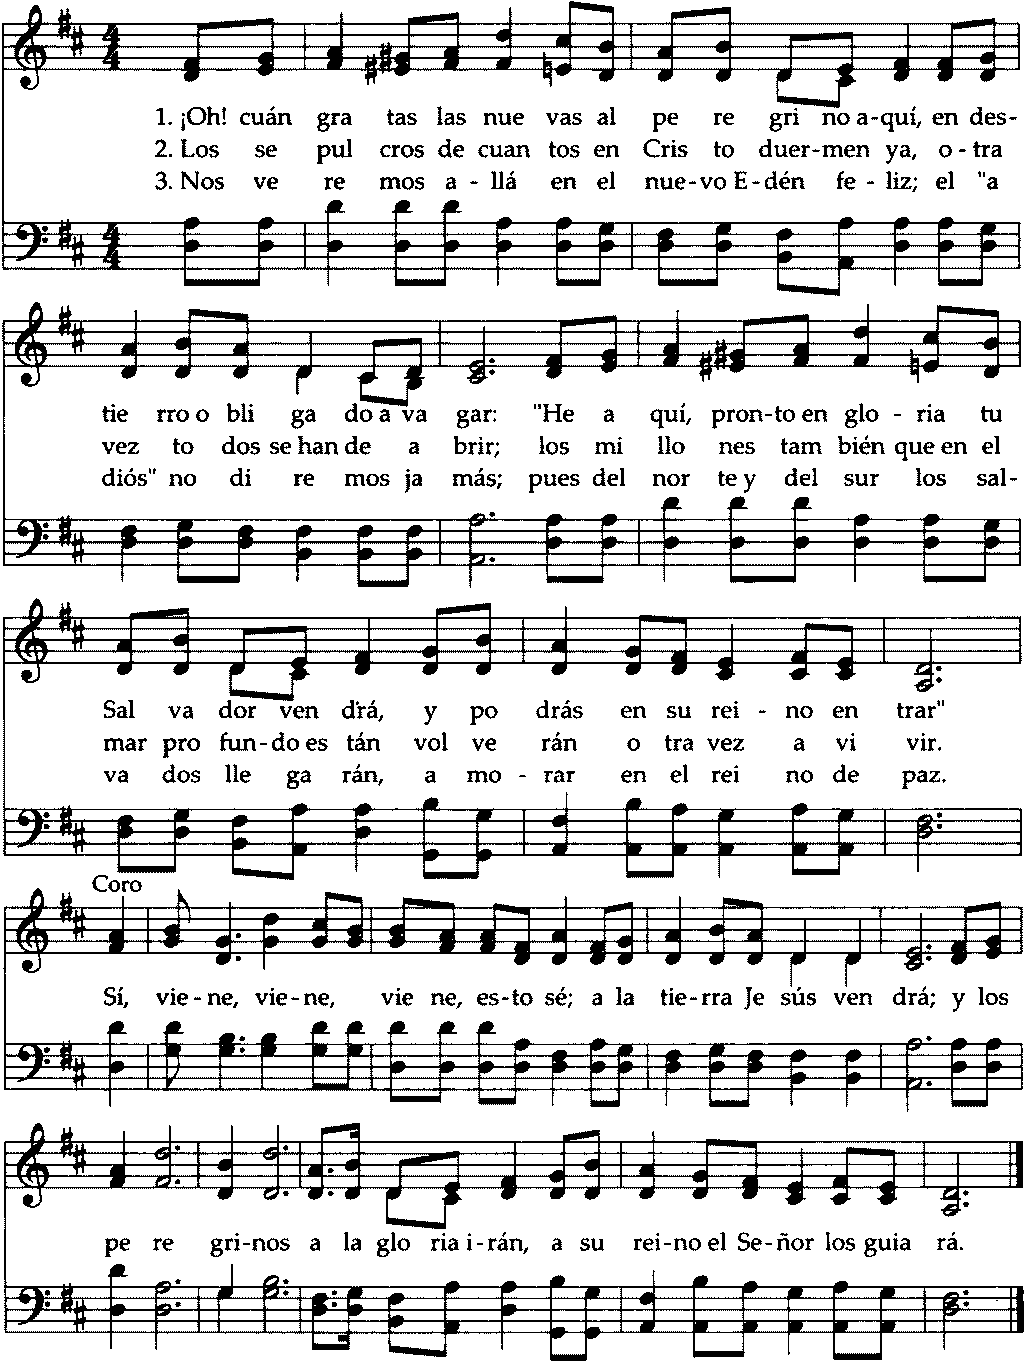 1. ¡Oh! cuán gra tas las nue vas al pe re gri no a-quí, en des-
2. Los se pul cros de cuan tos en Cris to duer-men ya, o-tra
3. Nos ve re mos a-llá en el nue-vo E-dén fe-liz; el "a
tie rro o bli ga do a va gar: "He a quí, pron-to en glo-ria tu
vez to dos se han de a brir; los mi llo nes tam bién que en el
diós" no di re mos ja más; pues del nor te y del sur los sal-
Sal va dor ven drá, y po drás en su rei-no en trar"
mar pro fun-do es tán vol ve rán o tra vez a vi vir.
va dos lle ga rán, a mo-rar en el rei no de paz.
Coro
Sí, vie-ne, vie-ne, vie ne, es-to sé; a la tie-rra Je sús ven drá; y los
pe re gri-nos a la glo ria i-rán, a su rei-no el Se-ñor los guia rá.